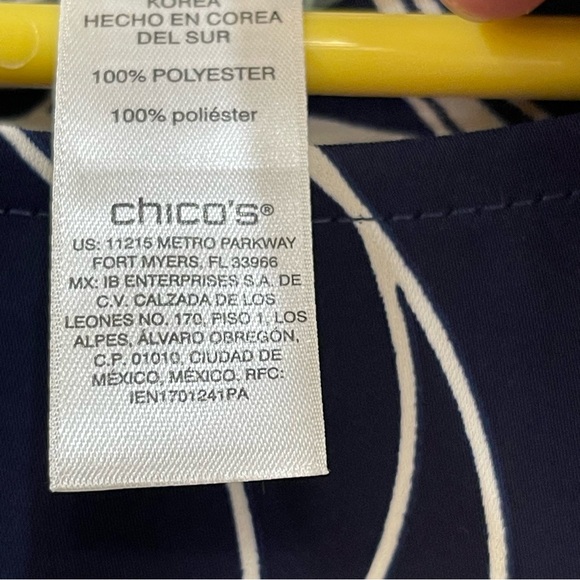 KOREA
HECHO EN COREA
DEL SUR
100% POLYESTER
100% poliéster
chico's®
US: 11215 METRO PARKWAY
FORT MYERS, FL 33966
MX: IB ENTERPRISES S.A. DE
C.V. CALZADA DE LOS
LEONES NO. 170, PISO 1, LOS
ALPES, ÁLVARO OBREGÓN,
C.P. 01010, CIUDAD DE
MÉXICO, MÉXICO. RFC:
IEN1701241PA